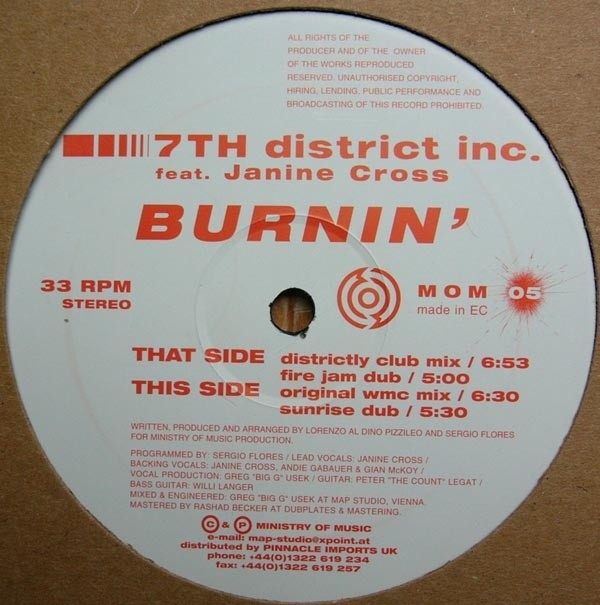 ALL RIGHTS OF THE
PRODUCER AND OF THE OWNER
OF THE WORKS REPRODUCED
RESERVED. UNAUTHORISED COPYRIGHT,
HIRING, LENDING, PUBLIC PERFORMANCE AND
BROADCASTING OF THIS RECORD PROHIBITED.
7TH district inc.
feat. Janine Cross
BURNIN'
33 RPM
STEREO
MOM 05
made in EC
THAT SIDE districtly club mix / 6:53
fire jam dub / 5:00
THIS SIDE original wmc mix / 6:30
sunrise dub / 5:30
WRITTEN, PRODUCED AND ARRANGED BY LORENZO AL DINO PIZZILEO AND SERGIO FLORES
FOR MINISTRY OF MUSIC PRODUCTION.
PROGRAMMED BY: SERGIO FLORES / LEAD VOCALS: JANINE CROSS /
BACKING VOCALS: JANINE CROSS, ANDIE GABAUER & GIAN McKOY /
VOCAL PRODUCTION: GREG "BIG G" USEK / GUITAR: PETER "THE COUNT" LEGAT /
BASS GUITAR: WILLI LANGER
MIXED & ENGINEERED: GREG "BIG G" USEK AT MAP STUDIO, VIENNA.
MASTERED BY RASHAD BECKER AT DUBPLATES & MASTERING.
© & ℗ MINISTRY OF MUSIC
e-mail: map-studio@xpoint.at
distributed by PINNACLE IMPORTS UK
phone: +44(0)1322 619 234
fax: +44(0)1322 619 257